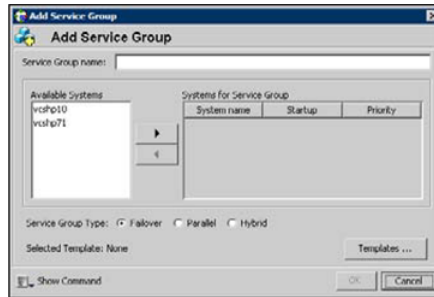 Add Service Group
Add Service Group
Service Group name:
Available Systems
vcshp10
vcshp71
Systems for Service Group
System name Startup Priority
Service Group Type: Failover Parallel Hybrid
Selected Template: None
Templates ...
Show Command
OK Cancel